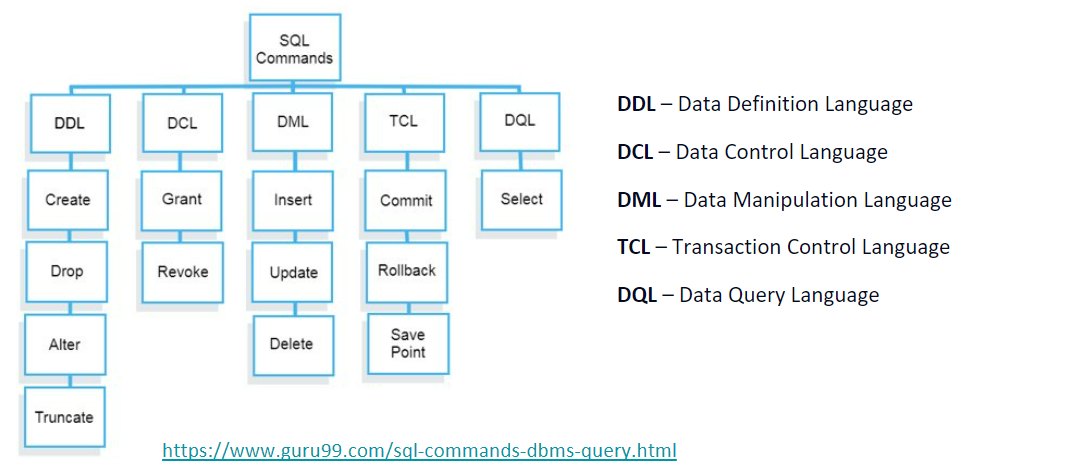 SQL
Commands
DDL
DCL
DML
TCL
DQL
Create
Grant
Insert
Commit
Select
Drop
Revoke
Update
Rollback
Alter
Delete
Save
Point
Truncate
DDL – Data Definition Language
DCL – Data Control Language
DML – Data Manipulation Language
TCL – Transaction Control Language
DQL – Data Query Language
https://www.guru99.com/sql-commands-dbms-query.html